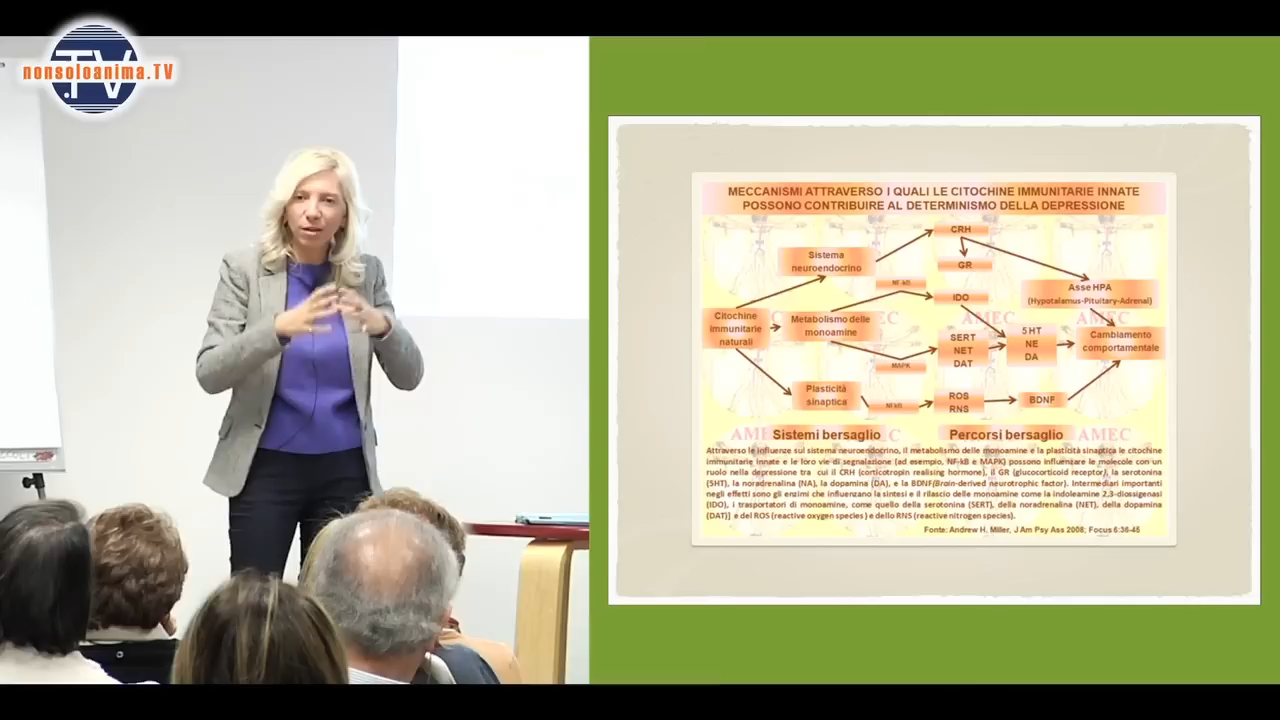 .TV
nonsoloanima.TV
MECCANISMI ATTRAVERSO I QUALI LE CITOCHINE IMMUNITARIE INNATE
POSSONO CONTRIBUIRE AL DETERMINISMO DELLA DEPRESSIONE
CRH
Sistema
neuroendocrino
GR
NF-kB
Asse HPA
(Hypotalamus-Pituitary-Adrenal)
IDO
Citochine
immunitarie
naturali
Metabolismo delle
monoamine
SERT
NET
DAT
5 HT
NE
DA
Cambiamento
comportamentale
MAPK
Plasticità
sinaptica
NFkB
ROS
RNS
BDNF
AMEC
AMEC
AMEC
AMEC
Sistemi bersaglio
Percorsi bersaglio
Attraverso le influenze sul sistema neuroendocrino, il metabolismo delle monoamine e la plasticità sinaptica le citochine
immunitarie innate e le loro vie di segnalazione (ad esempio, NF-kB e MAPK) possono influenzare le molecole con un
ruolo nella depressione tra cui il CRH (corticotropin realising hormone), il GR (glucocorticoid receptor), la serotonina
(5HT), la noradrenalina (NA), la dopamina (DA), e la BDNF(Brain-derived neurotrophic factor). Intermediari importanti
negli effetti sono gli enzimi che influenzano la sintesi e il rilascio delle monoamine come la indoleamine 2,3-diossigenasi
(IDO), i trasportatori di monoamine, come quello della serotonina (SERT), della noradrenalina (NET), della dopamina
(DAT)] e del ROS (reactive oxygen species) e dello RNS (reactive nitrogen species).
Fonte: Andrew H. Miller, J Am Psy Ass 2008; Focus 6:36-45